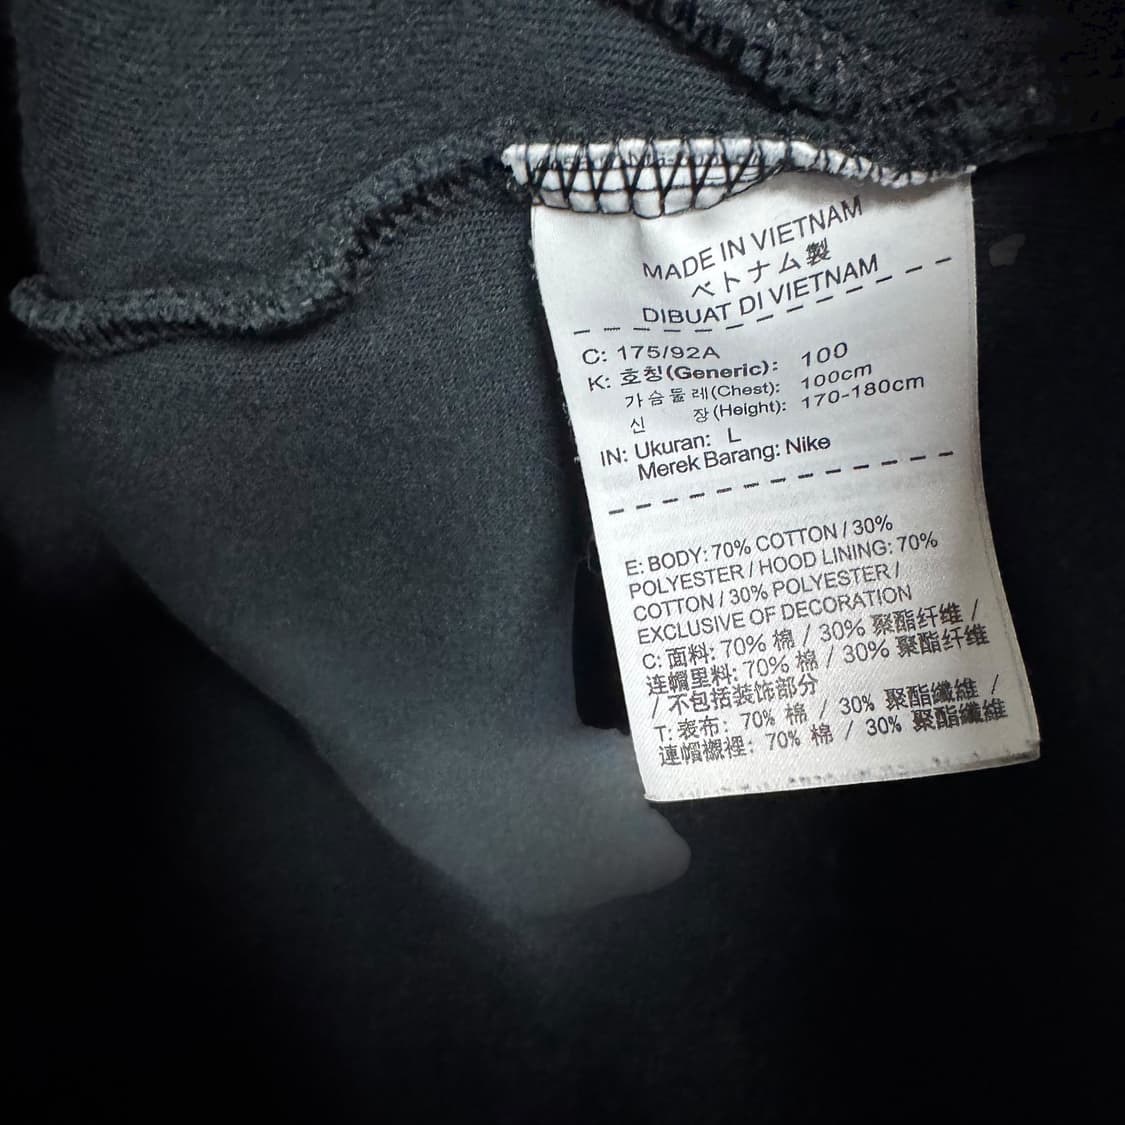 MADE IN VIETNAM
ベトナム製
DIBUAT DI VIETNAM
C: 175/92A
K: 호칭(Generic): 100
가슴둘레(Chest): 100cm
신 장(Height): 170-180cm
IN: Ukuran: L
Merek Barang: Nike
E: BODY: 70% COTTON / 30%
POLYESTER / HOOD LINING: 70%
COTTON / 30% POLYESTER /
EXCLUSIVE OF DECORATION
C: 面料: 70% 棉 / 30% 聚酯纤维 /
连帽里料: 70% 棉 / 30% 聚酯纤维
/ 不包括装饰部分
T: 表布: 70% 棉 / 30% 聚酯纖維 /
連帽襯裡: 70% 棉 / 30% 聚酯纖維